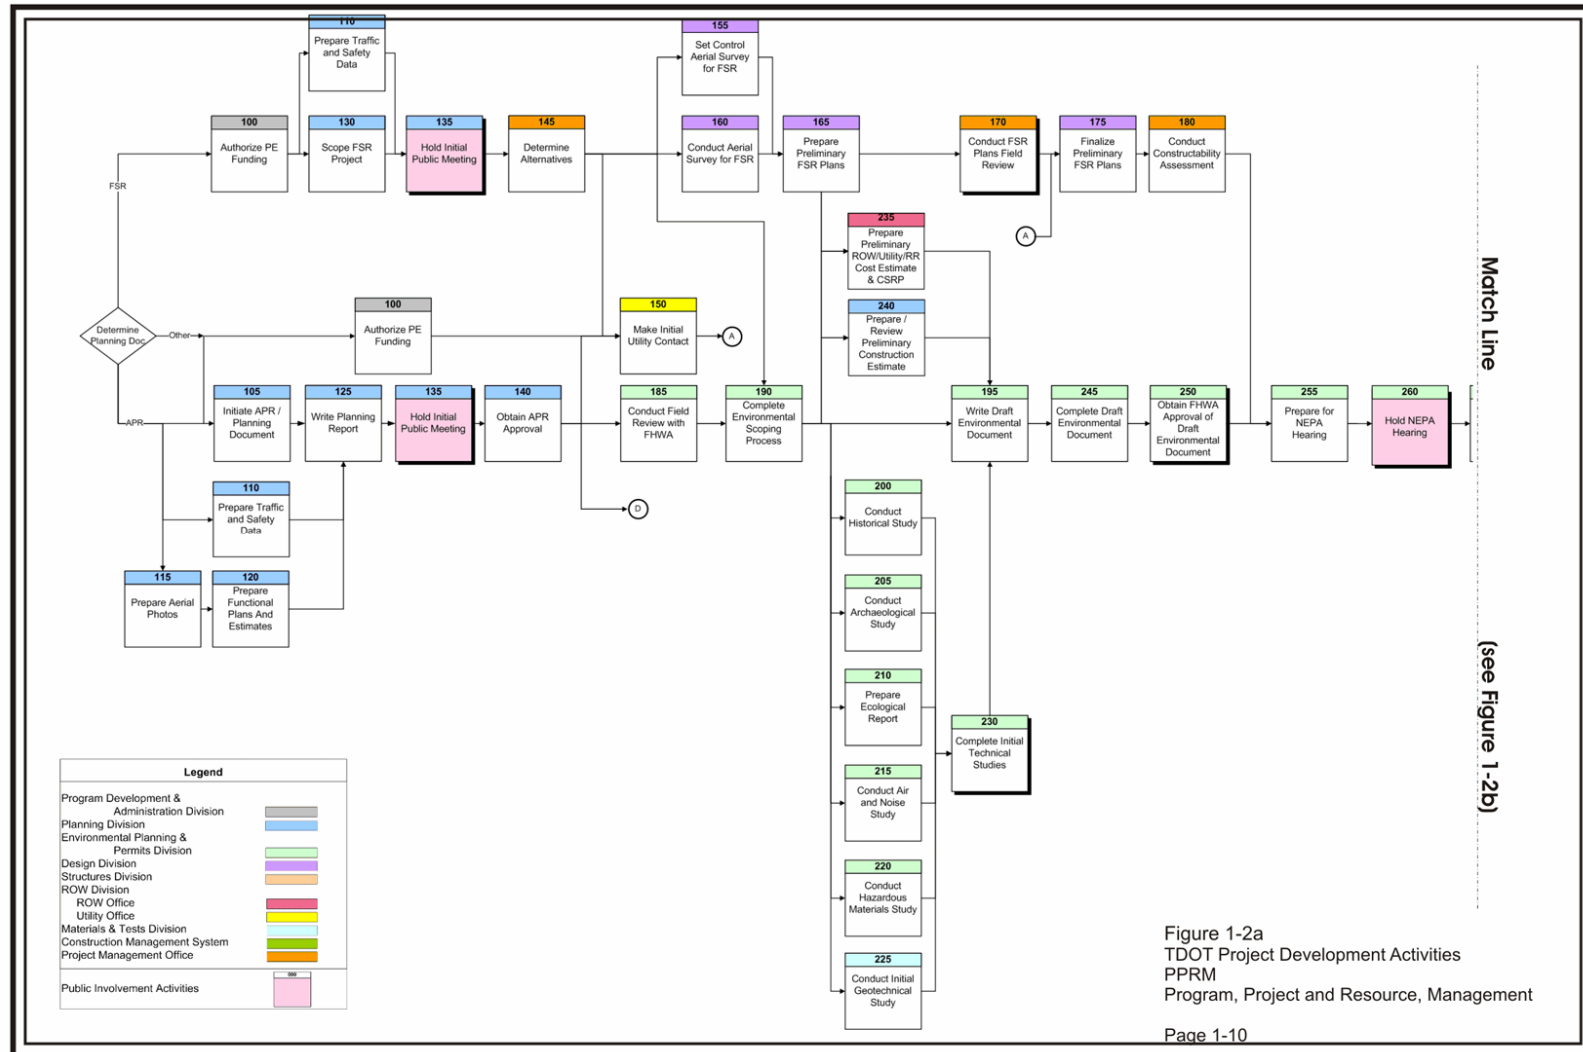 110
Prepare Traffic
and Safety
Data
155
Set Control
Aerial Survey
for FSR
100
Authorize PE
Funding
130
Scope FSR
Project
135
Hold Initial
Public Meeting
145
Determine
Alternatives
160
Conduct Aerial
Survey for FSR
165
Prepare
Preliminary
FSR Plans
170
Conduct FSR
Plans Field
Review
175
Finalize
Preliminary
FSR Plans
180
Conduct
Constructability
Assessment
FSR
235
Prepare
Preliminary
ROW/Utility/RR
Cost Estimate
& CSRP
A
Determine
Planning Doc
Other
100
Authorize PE
Funding
150
Make Initial
Utility Contact
A
240
Prepare /
Review
Preliminary
Construction
Estimate
APR
105
Initiate APR /
Planning
Document
125
Write Planning
Report
135
Hold Initial
Public Meeting
140
Obtain APR
Approval
185
Conduct Field
Review with
FHWA
190
Complete
Environmental
Scoping
Process
195
Write Draft
Environmental
Document
245
Complete Draft
Environmental
Document
250
Obtain FHWA
Approval of
Draft
Environmental
Document
255
Prepare for
NEPA
Hearing
260
Hold NEPA
Hearing
110
Prepare Traffic
and Safety
Data
D
115
Prepare Aerial
Photos
120
Prepare
Functional
Plans And
Estimates
200
Conduct
Historical Study
205
Conduct
Archaeological
Study
210
Prepare
Ecological
Report
215
Conduct Air
and Noise
Study
220
Conduct
Hazardous
Materials Study
225
Conduct Initial
Geotechnical
Study
230
Complete Initial
Technical
Studies
Match Line
(see Figure 1-2b)
Legend
Program Development &
Administration Division
Planning Division
Environmental Planning &
Permits Division
Design Division
Structures Division
ROW Division
ROW Office
Utility Office
Materials & Tests Division
Construction Management System
Project Management Office
Public Involvement Activities
Figure 1-2a
TDOT Project Development Activities
PPRM
Program, Project and Resource, Management
Page 1-10